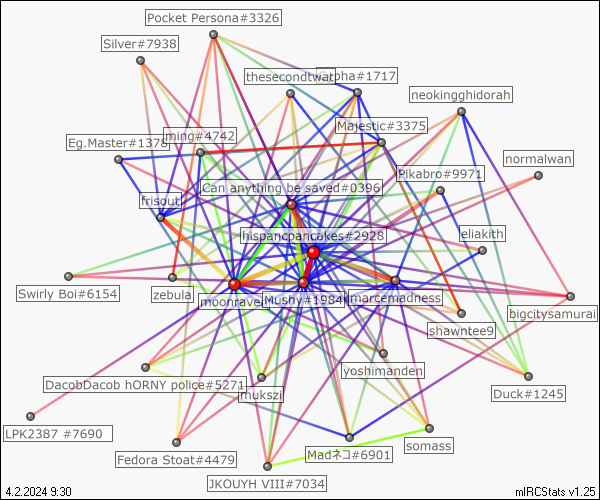 Pocket Persona#3326
Silver#7938
thesecondtwat
pha#1717
neokingghidorah
Majestic#3375
ming#4742
Eg.Master#1378
normalwan
Pikabro#9971
Can anything be saved#0396
frisout
hispancpancakes#2928
eliakith
Swirly Boi#6154
zebula
moonravel
Mushy#1984
marcemadness
bigcitysamurai
shawntee9
yoshimanden
DacobDacob hORNY police#5271
mukszi
Duck#1245
LPK2387 #7690
Fedora Stoat#4479
Madネコ#6901
somass
JKOUYH VIII#7034
4.2.2024 9:30
mIRCStats v1.25